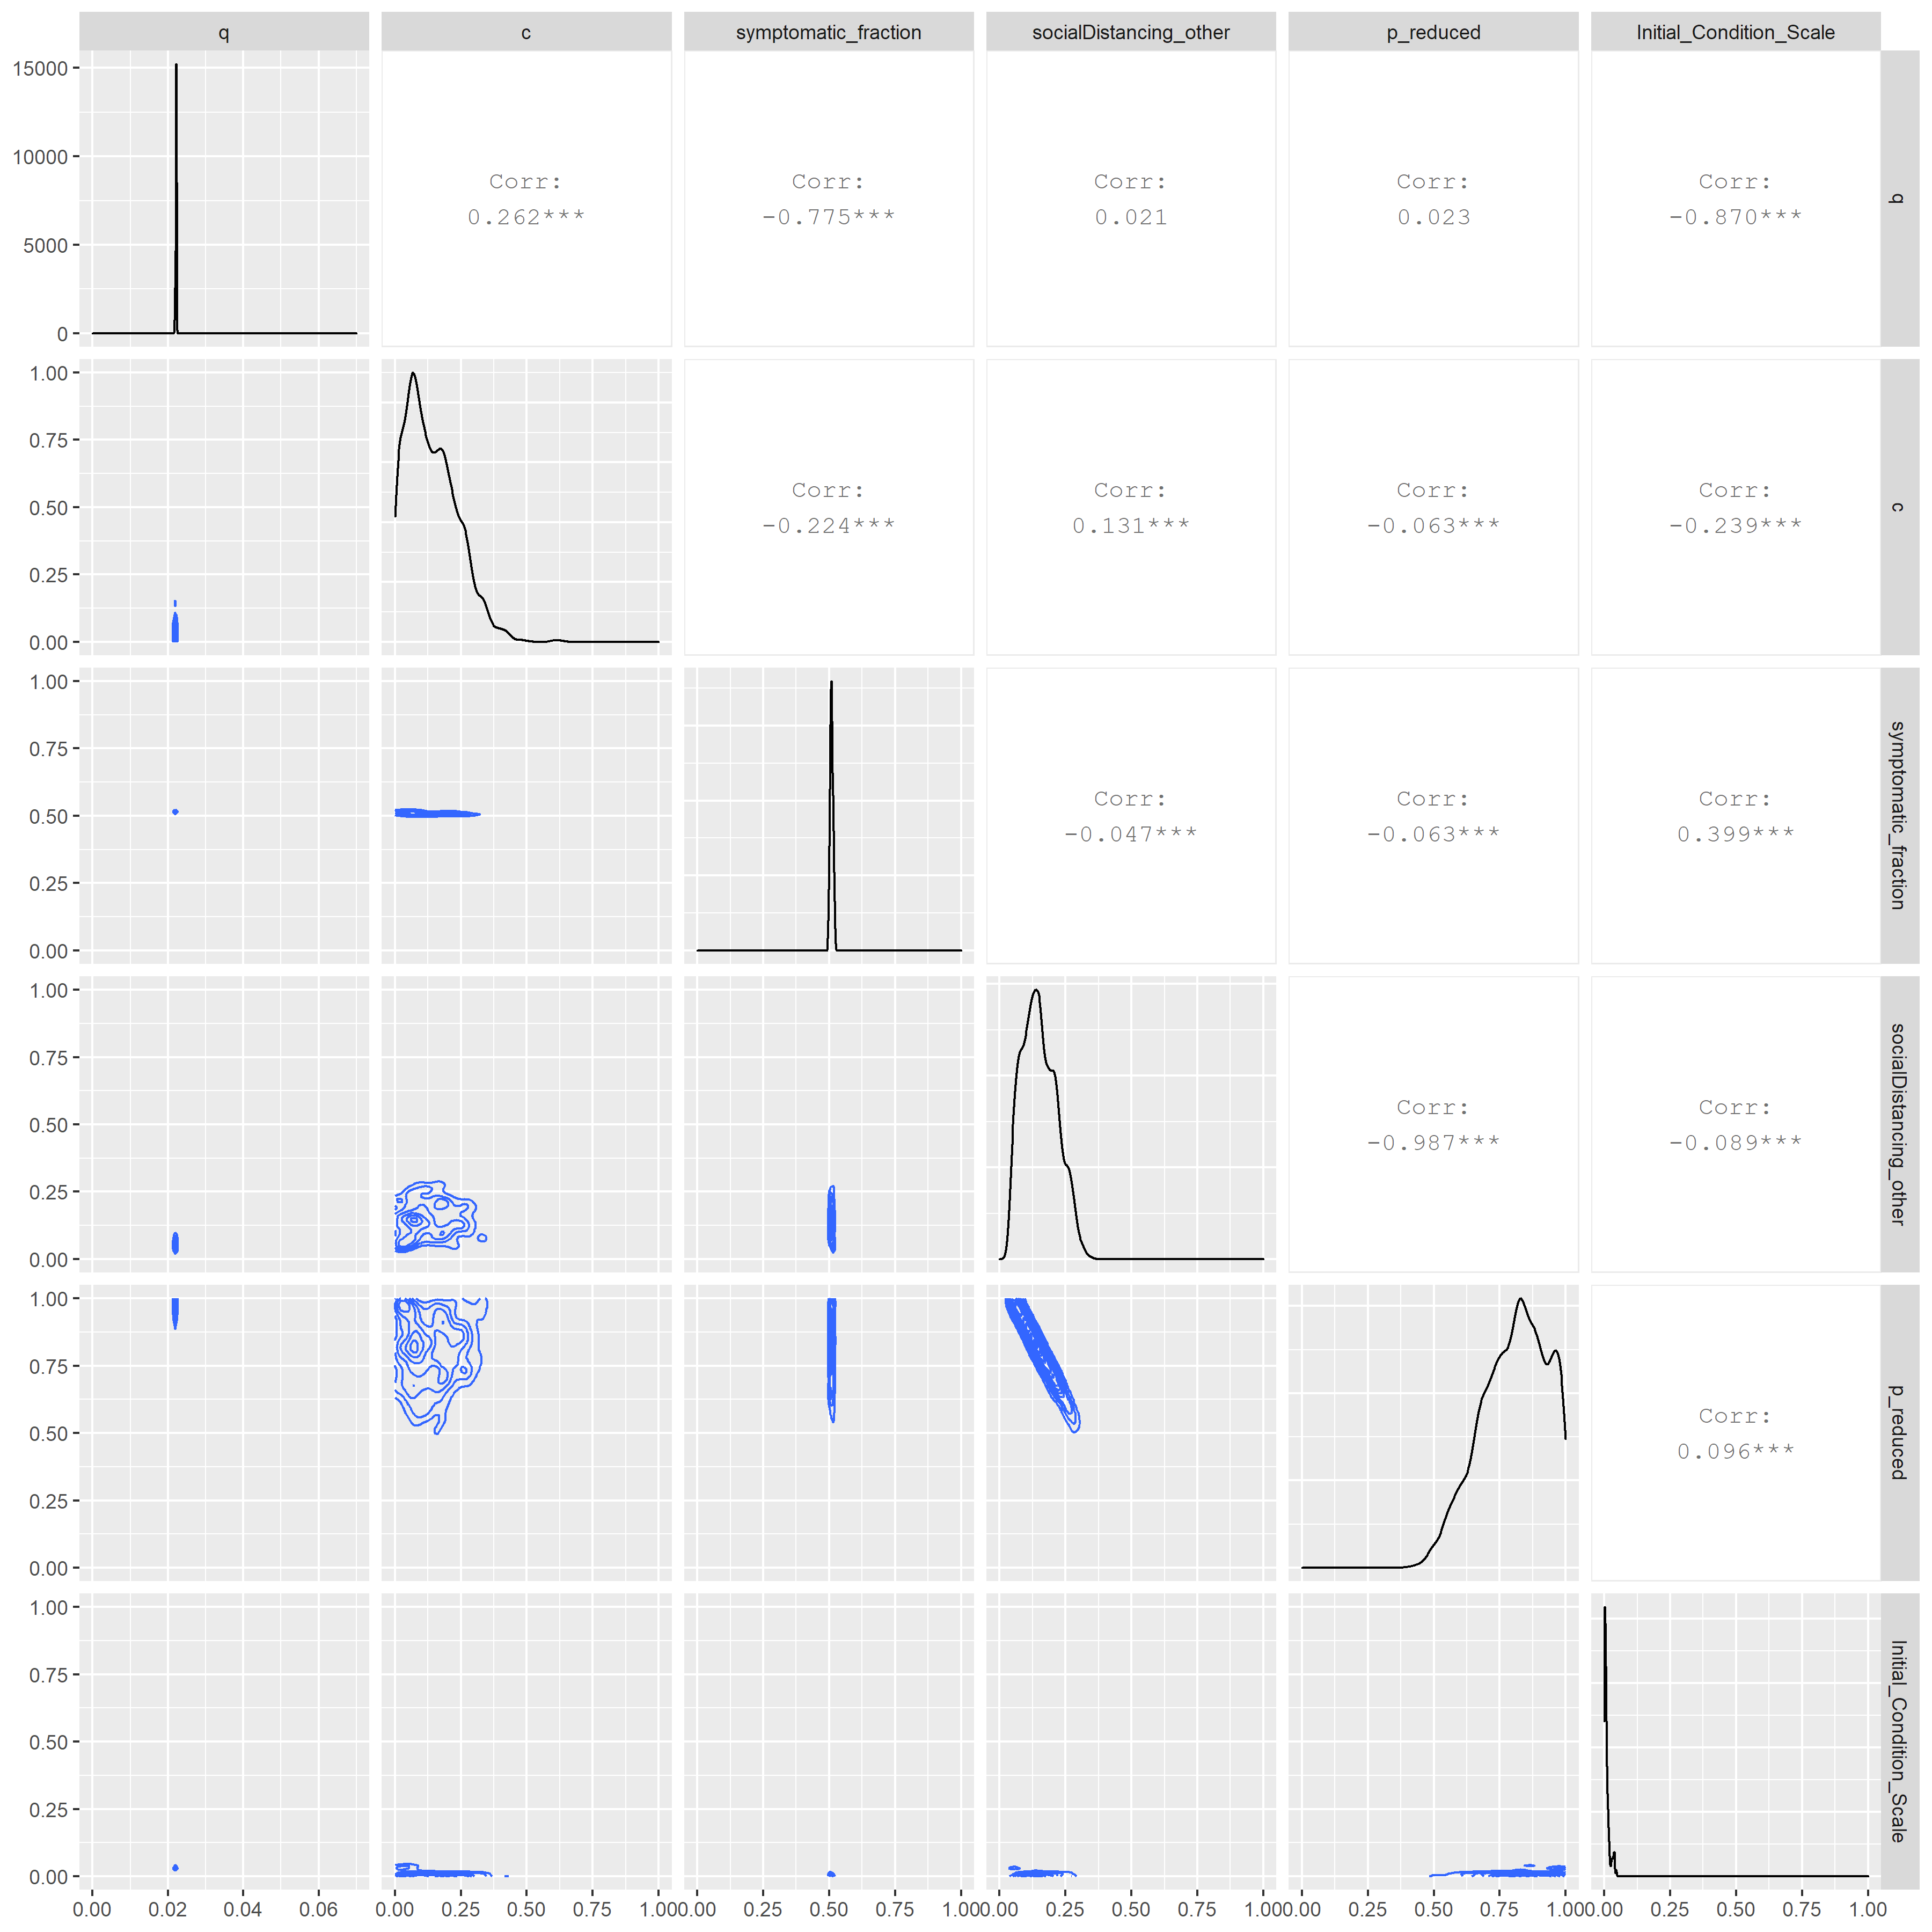 q c symptomatic_fraction socialDistancing_other p_reduced Initial_Condition_Scale
15000
10000
5000
0
Corr:
0.262***
Corr:
-0.775***
Corr:
0.021
Corr:
0.023
Corr:
-0.870***
q
1.00
0.75
0.50
0.25
0.00
Corr:
-0.224***
Corr:
0.131***
Corr:
-0.063***
Corr:
-0.239***
c
1.00
0.75
0.50
0.25
0.00
Corr:
-0.047***
Corr:
-0.063***
Corr:
0.399***
symptomatic_fraction
1.00
0.75
0.50
0.25
0.00
Corr:
-0.987***
Corr:
-0.089***
socialDistancing_other
1.00
0.75
0.50
0.25
0.00
Corr:
0.096***
p_reduced
1.00
0.75
0.50
0.25
0.00
Initial_Condition_Scale
0.00 0.02 0.04 0.06 0.00 0.25 0.50 0.75 1.00 0.00 0.25 0.50 0.75 1.00 0.00 0.25 0.50 0.75 1.00 0.00 0.25 0.50 0.75 1.00 0.00 0.25 0.50 0.75 1.00